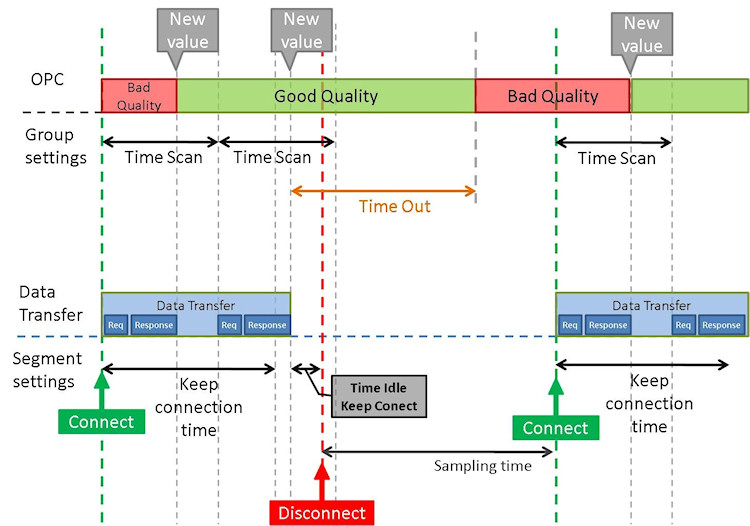 New
value
New
value
New
value
OPC
Bad
Quality
Good Quality
Bad Quality
Group
settings
Time Scan
Time Scan
Time Scan
Time Out
Data
Transfer
Data Transfer
Req
Response
Req
Response
Data Transfer
Req
Response
Req
Response
Segment
settings
Keep
connection
time
Time Idle
Keep Conect
Keep
connection
time
Connect
Connect
Sampling time
Disconnect